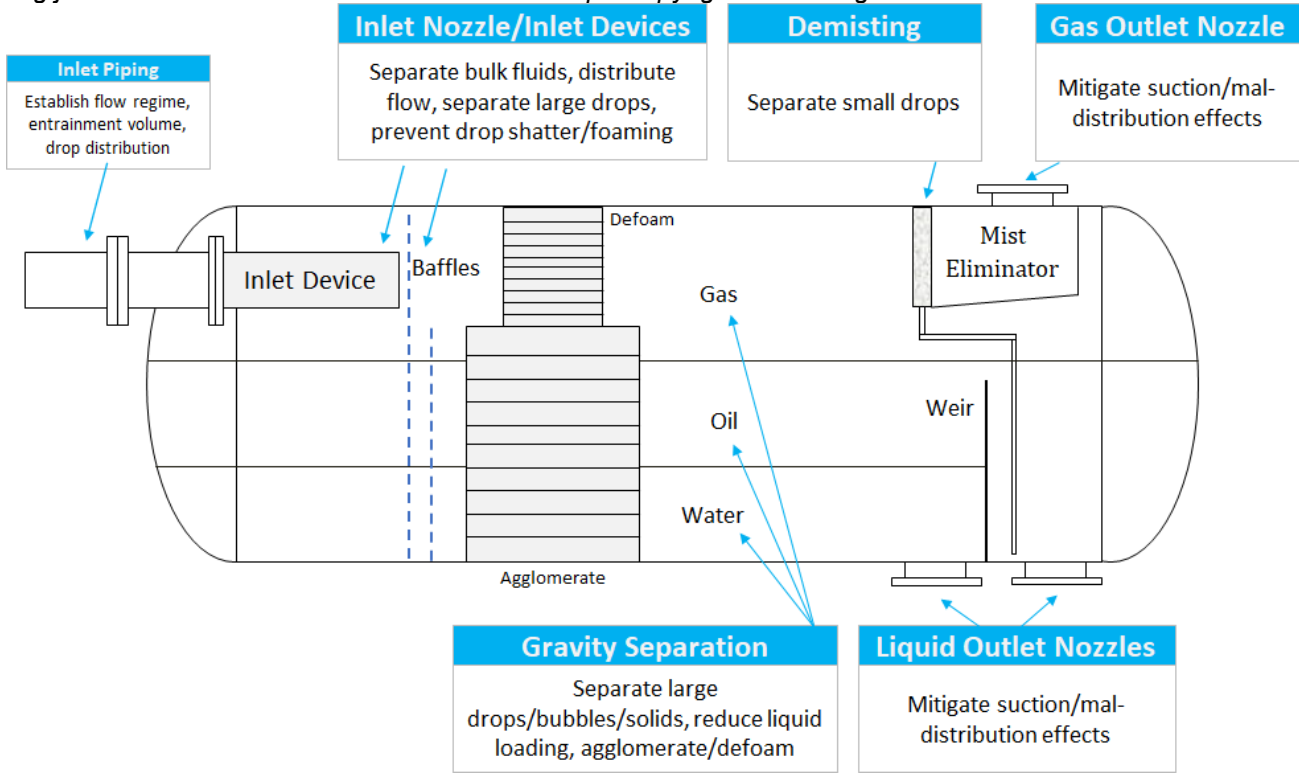 Inlet Nozzle/Inlet Devices
Separate bulk fluids, distribute
flow, separate large drops,
prevent drop shatter/foaming
Demisting
Separate small drops
Gas Outlet Nozzle
Mitigate suction/mal-
distribution effects
Inlet Piping
Establish flow regime,
entrainment volume,
drop distribution
Defoam
Inlet Device
Baffles
Gas
Mist
Eliminator
Oil
Weir
Water
Agglomerate
Gravity Separation
Separate large
drops/bubbles/solids, reduce liquid
loading, agglomerate/defoam
Liquid Outlet Nozzles
Mitigate suction/mal-
distribution effects